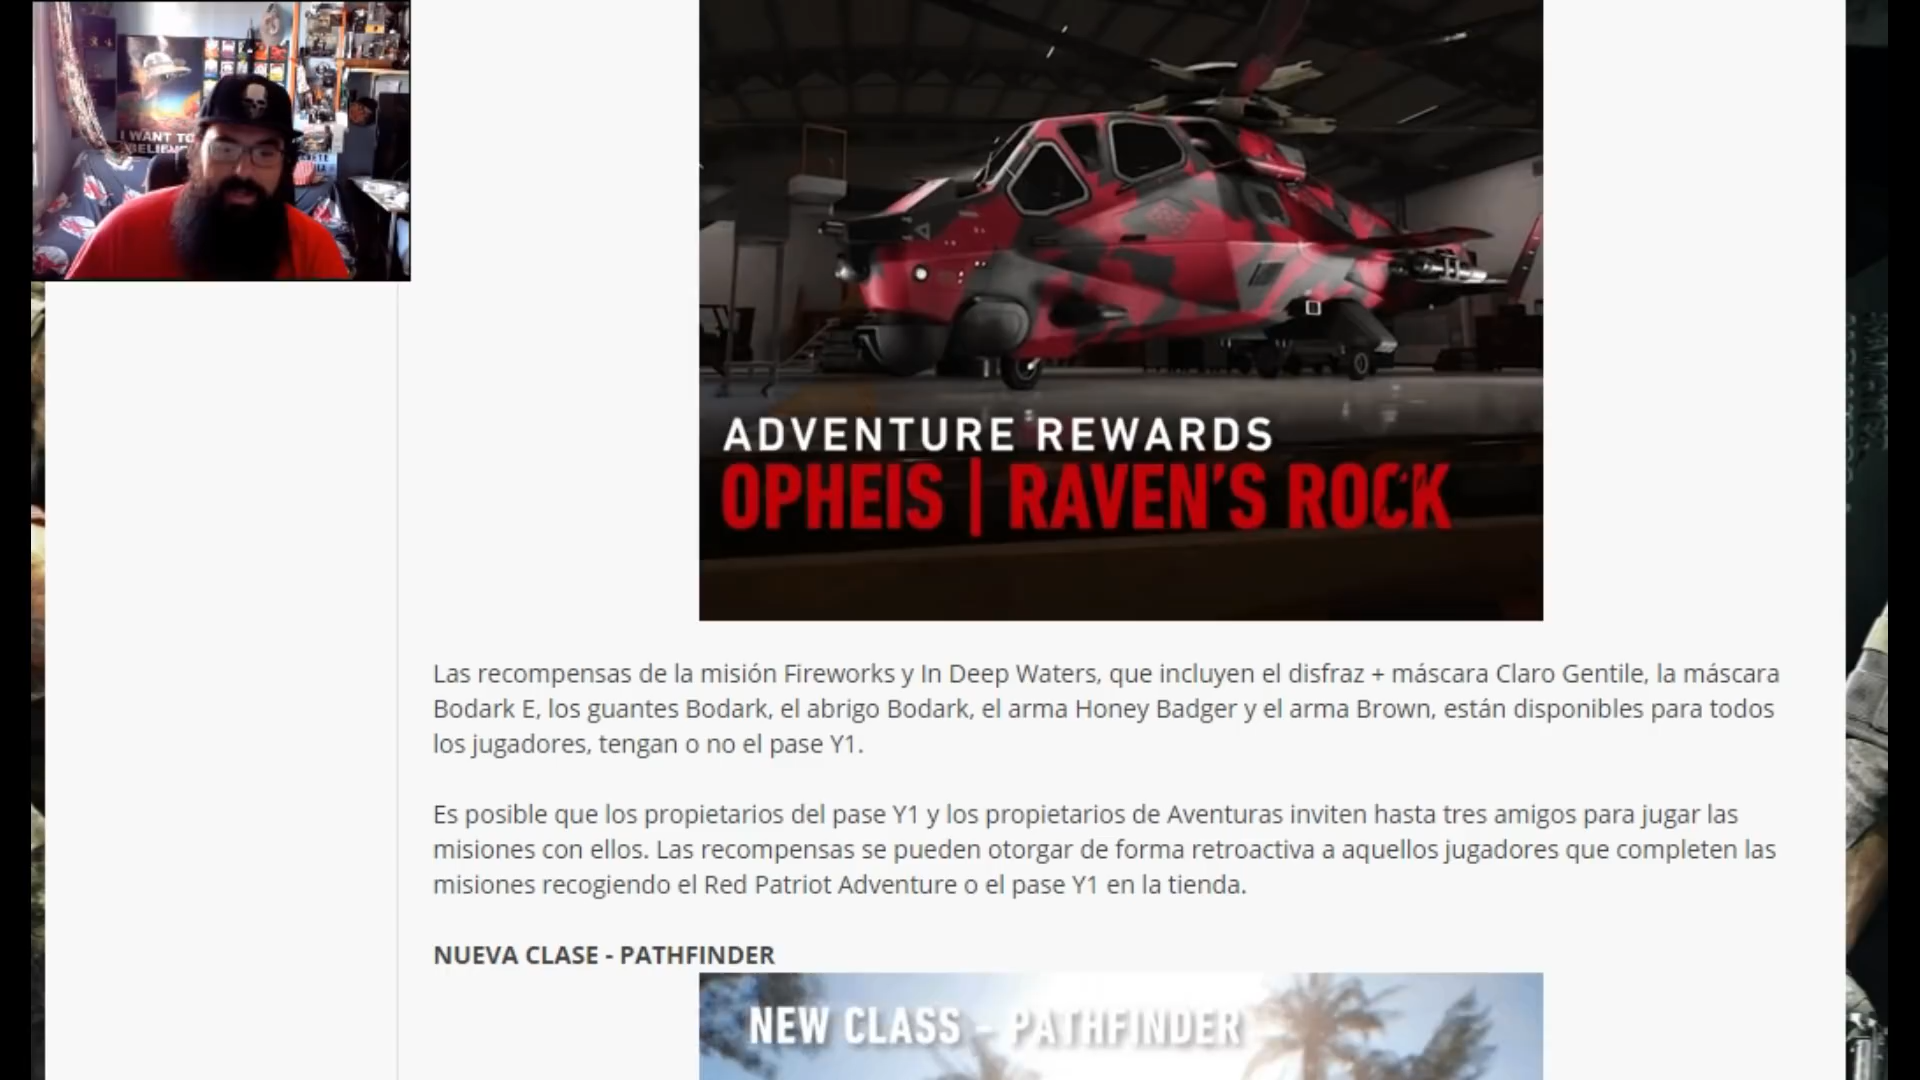 I WANT TO
BELIEVE
ADVENTURE REWARDS
OPHEIS | RAVEN'S ROCK
Las recompensas de la misión Fireworks y In Deep Waters, que incluyen el disfraz + máscara Claro Gentile, la máscara
Bodark E, los guantes Bodark, el abrigo Bodark, el arma Honey Badger y el arma Brown, están disponibles para todos
los jugadores, tengan o no el pase Y1.
Es posible que los propietarios del pase Y1 y los propietarios de Aventuras inviten hasta tres amigos para jugar las
misiones con ellos. Las recompensas se pueden otorgar de forma retroactiva a aquellos jugadores que completen las
misiones recogiendo el Red Patriot Adventure o el pase Y1 en la tienda.
NUEVA CLASE - PATHFINDER
NEW CLASS - PATHFINDER